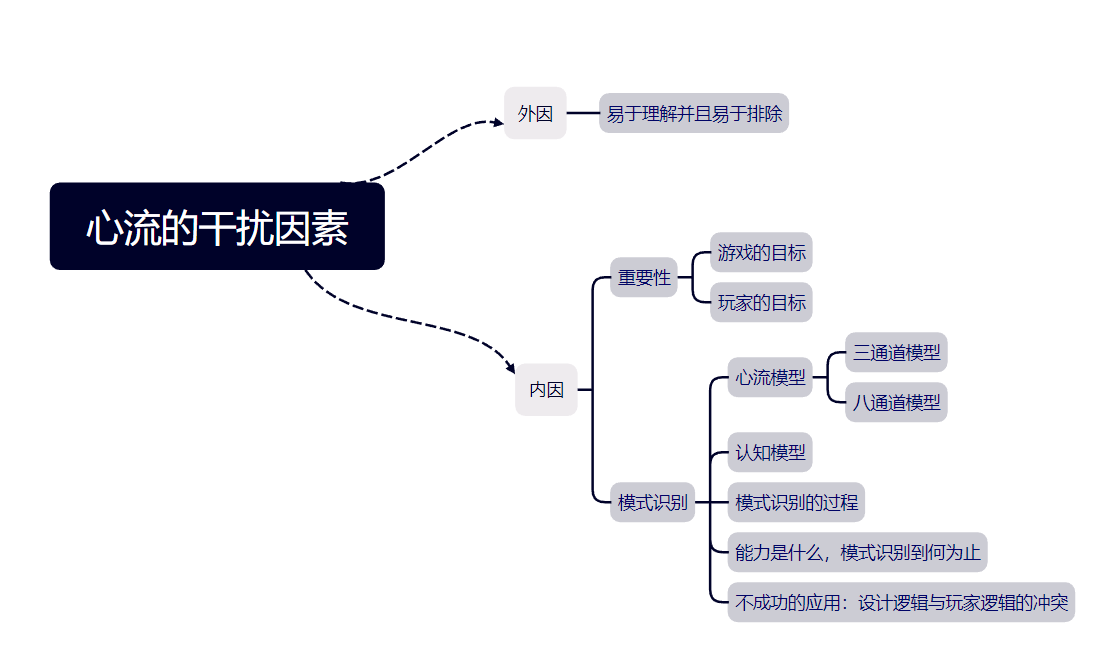 心流的干扰因素
外因
易于理解并且易于排除
内因
重要性
游戏的目标
玩家的目标
模式识别
心流模型
三通道模型
八通道模型
认知模型
模式识别的过程
能力是什么，模式识别到何为止
不成功的应用：设计逻辑与玩家逻辑的冲突